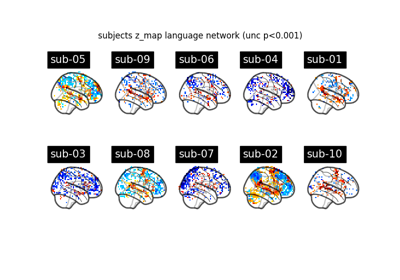 subjects z_map language network (unc p<0.001)
sub-05 sub-09 sub-06 sub-04 sub-01
sub-03 sub-08 sub-07 sub-02 sub-10